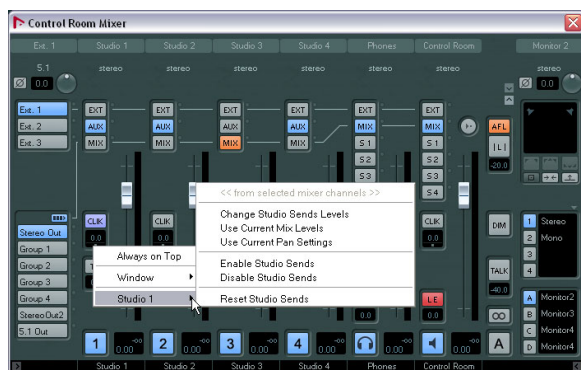 Control Room Mixer
Ext. 1 Studio 1 Studio 2 Studio 3 Studio 4 Phones Control Room Monitor 2
5.1 stereo stereo stereo stereo stereo stereo stereo
0.0 0.0
Ext. 1 EXT EXT EXT EXT EXT EXT
Ext. 2 AUX AUX AUX AUX MIX MIX AFL
Ext. 3 MIX MIX MIX MIX S 1 S 1 L
S 2 S 2 -20.0
S 3 S 3
<< from selected mixer channels >> S 4
Change Studio Sends Levels
Use Current Mix Levels
Use Current Pan Settings
Enable Studio Sends
Disable Studio Sends
Reset Studio Sends
Always on Top
Window
Studio 1
Stereo Out CLIK CLIK CLIK DIM 1 Stereo
Group 1 0.0 0.0 0.0 2 Mono
Group 2 3
Group 3 TALK 4
Group 4 -40.0 A Monitor2
StereoOut2 0.0 L E B Monitor3
5.1 Out 0.0 C Monitor4
1 0.00 2 0.00 3 0.00 4 0.00 0.00 0.00 A D Monitor4
Studio 1 Studio 2 Studio 3 Studio 4 Phones Control Room